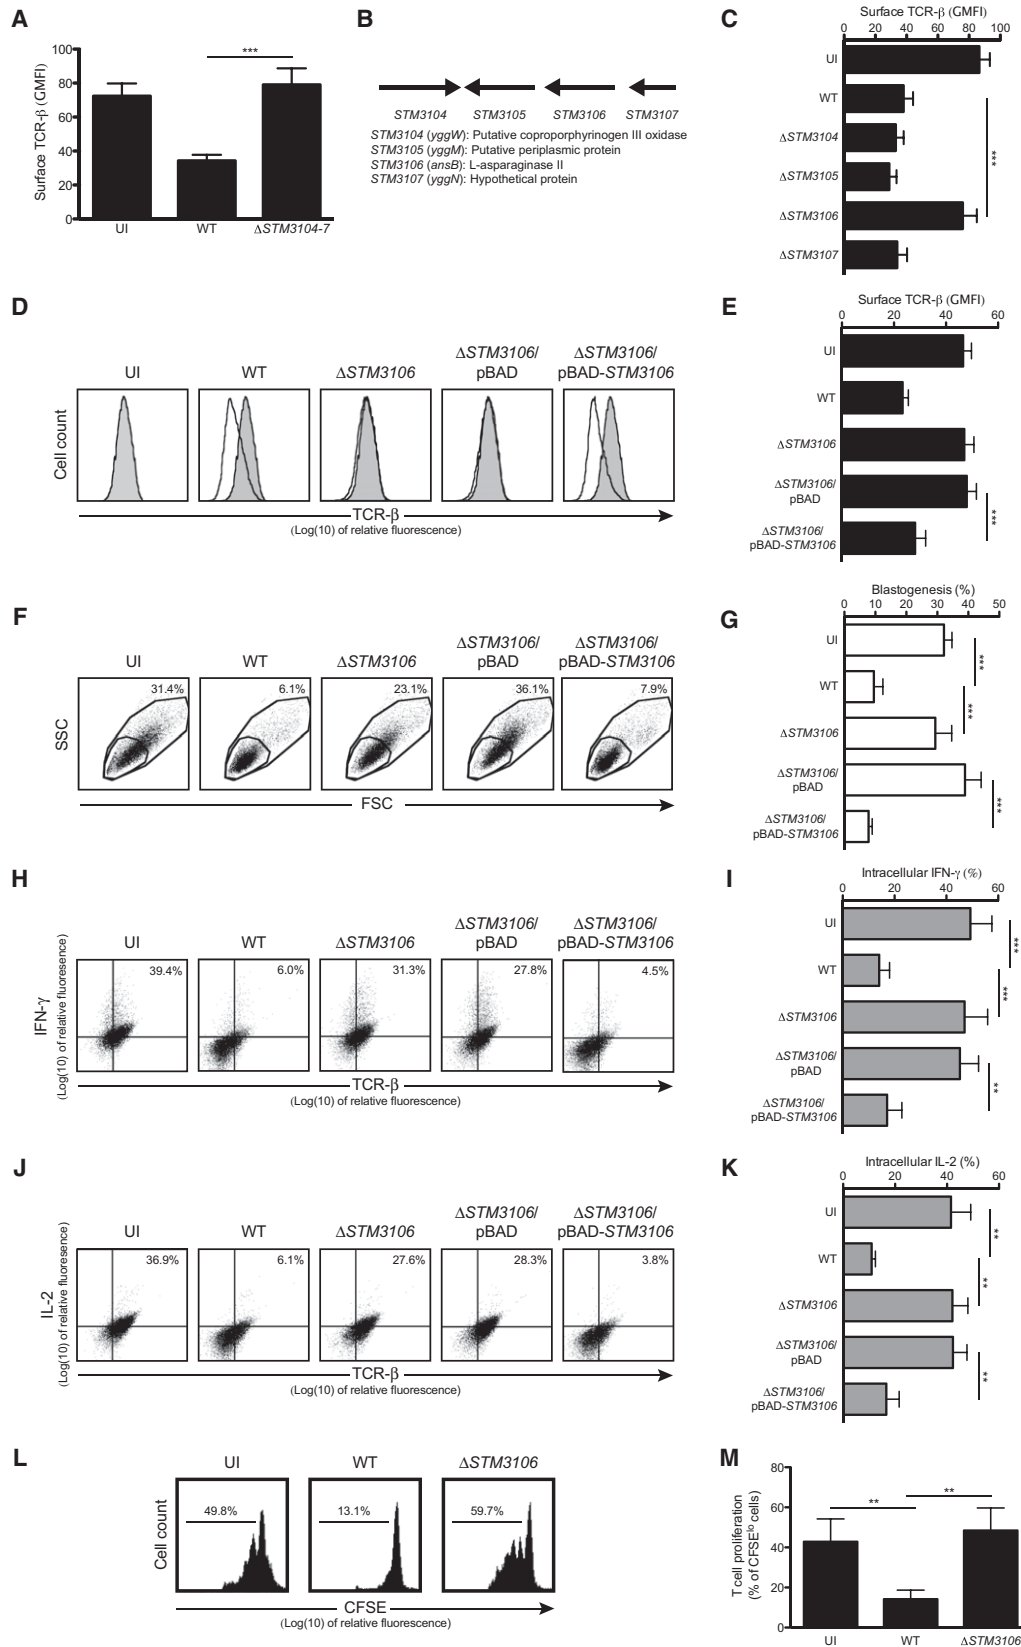 A
Surface TCR-β (GMFI)
100
80
60
40
20
0
***
UI
WT
ΔSTM3104-7
B
STM3104
STM3105
STM3106
STM3107
STM3104 (yggW): Putative coproporphyrinogen III oxidase
STM3105 (yggM): Putative periplasmic protein
STM3106 (ansB): L-asparaginase II
STM3107 (yggN): Hypothetical protein
C
Surface TCR-β (GMFI)
0 20 40 60 80 100
UI
WT
ΔSTM3104
ΔSTM3105
ΔSTM3106
ΔSTM3107
***
D
UI
WT
ΔSTM3106
ΔSTM3106/
pBAD
ΔSTM3106/
pBAD-STM3106
Cell count
TCR-β
(Log(10) of relative fluorescence)
E
Surface TCR-β (GMFI)
0 20 40 60
UI
WT
ΔSTM3106
ΔSTM3106/
pBAD
ΔSTM3106/
pBAD-STM3106
***
F
UI
WT
ΔSTM3106
ΔSTM3106/
pBAD
ΔSTM3106/
pBAD-STM3106
31.4%
6.1%
23.1%
36.1%
7.9%
SSC
FSC
G
Blastogenesis (%)
0 10 20 30 40 50
UI
WT
ΔSTM3106
ΔSTM3106/
pBAD
ΔSTM3106/
pBAD-STM3106
***
***
***
H
UI
WT
ΔSTM3106
ΔSTM3106/
pBAD
ΔSTM3106/
pBAD-STM3106
39.4%
6.0%
31.3%
27.8%
4.5%
IFN-γ
(Log(10) of relative fluoresence)
TCR-β
(Log(10) of relative fluorescence)
I
Intracellular IFN-γ (%)
0 20 40 60
UI
WT
ΔSTM3106
ΔSTM3106/
pBAD
ΔSTM3106/
pBAD-STM3106
***
***
**
J
UI
WT
ΔSTM3106
ΔSTM3106/
pBAD
ΔSTM3106/
pBAD-STM3106
36.9%
6.1%
27.6%
28.3%
3.8%
IL-2
(Log(10) of relative fluoresence)
TCR-β
(Log(10) of relative fluorescence)
K
Intracellular IL-2 (%)
0 20 40 60
UI
WT
ΔSTM3106
ΔSTM3106/
pBAD
ΔSTM3106/
pBAD-STM3106
**
**
**
L
UI
WT
ΔSTM3106
49.8%
13.1%
59.7%
Cell count
CFSE
(Log(10) of relative fluorescence)
M
T cell proliferation
(% of CFSElo cells)
80
60
40
20
0
**
**
UI
WT
ΔSTM3106